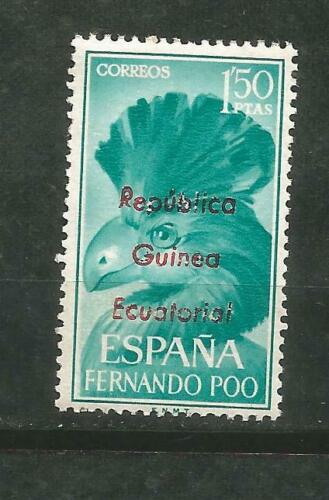 CORREOS
1'50
PTAS
República
Guinea
Ecuatorial
ESPAÑA
FERNANDO POO
F.N.M.T.